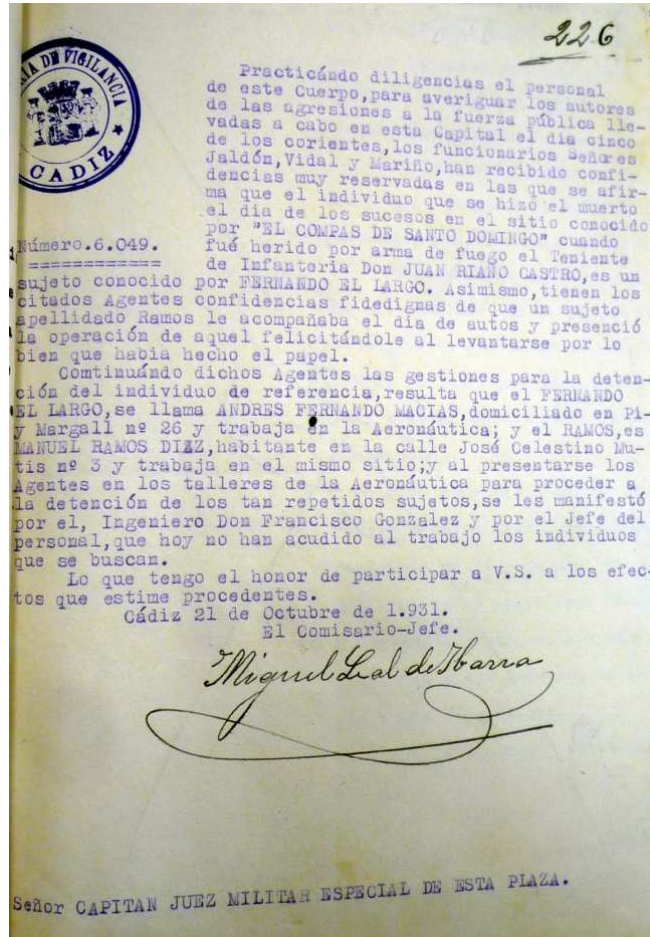 226
RIA DE VIGILANCIA
CADIZ
Practicándo diligencias el personal
de este Cuerpo,para averiguar los autores
de las agresiones a la fuerza pública lle-
vadas a cabo en esta Capital el dia cinco
de los corientes,los funcionarios Señores
Jaldón,Vidal y Mariño,han recibido confi-
dencias muy reservadas en las que se afir-
ma que el individuo que se hizo el muerto
el dia de los sucesos en el sitio conocido
por "EL COMPAS DE SANTO DOMINGO" cuando
Número.6.049.
fué herido por arma de fuego el Teniente
de Infanteria Don JUAN RIAÑO CASTRO,es un
sujeto conocido por FERNANDO EL LARGO. Asimismo,tienen los
citados Agentes confidencias fidedignas de que un sujeto
apellidado Ramos le acompañaba el dia de autos y presenció
la operación de aquel felicitándole al levantarse por lo
bien que habia hecho el papel.
Comtinuándo dichos Agentes las gestiones para la deten-
ción del individuo de referencia,resulta que el FERNANDO
EL LARGO,se llama ANDRES FERNANDO MACIAS,domiciliado en Pi-
y Margall nº 26 y trabaja en la Aeronáutica; y el RAMOS,es
MANUEL RAMOS DIAZ,habitante en la calle José Celestino Mu-
tis nº 3 y trabaja en el mismo sitio;y al presentarse los
Agentes en los talleres de la Aeronáutica para proceder a
la detención de los tan repetidos sujetos,se les manifestó
por el, Ingeniero Don Francisco Gonzalez y por el Jefe del
personal,que hoy no han acudido al trabajo los individuos
que se buscan.
Lo que tengo el honor de participar a V.S. a los efec-
tos que estime procedentes.
Cádiz 21 de Octubre de 1.931.
El Comisario-Jefe.
Miguel Leal de Ibarra
Señor CAPITAN JUEZ MILITAR ESPECIAL DE ESTA PLAZA.